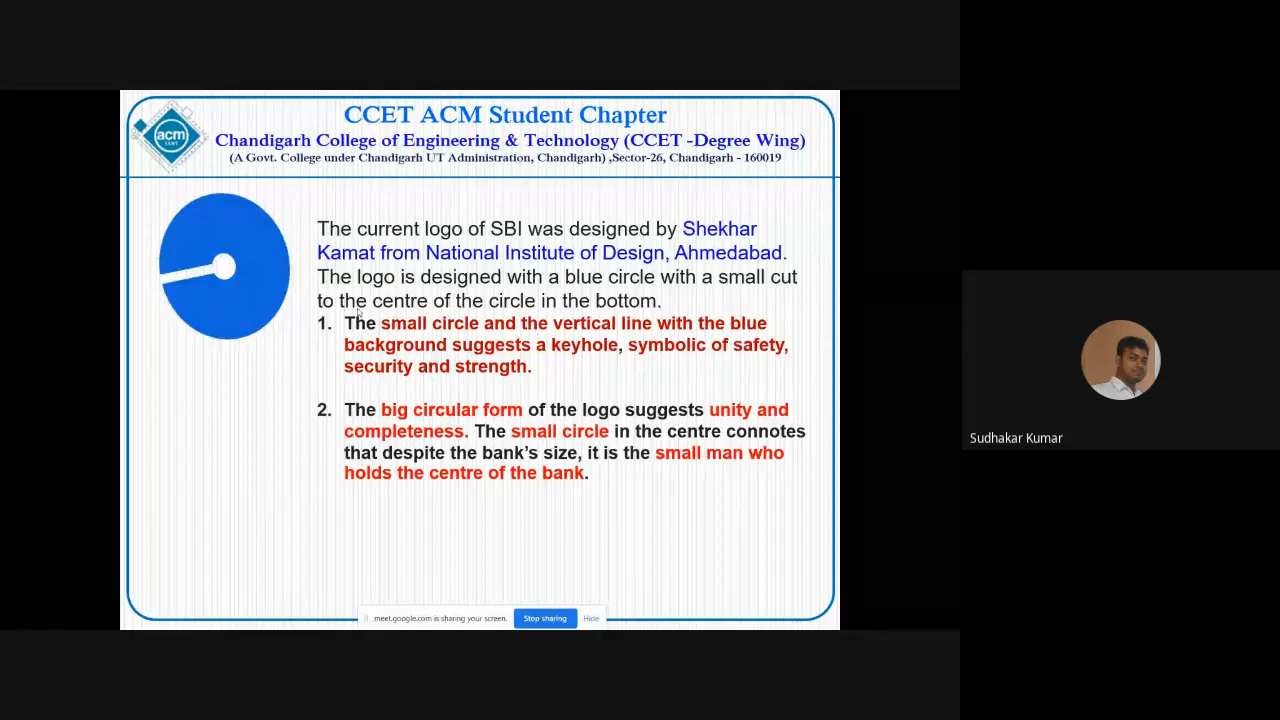 CCET ACM Student Chapter
Chandigarh College of Engineering & Technology (CCET -Degree Wing)
(A Govt. College under Chandigarh UT Administration, Chandigarh) ,Sector-26, Chandigarh - 160019
acm
ccet
The current logo of SBI was designed by Shekhar
Kamat from National Institute of Design, Ahmedabad.
The logo is designed with a blue circle with a small cut
to the centre of the circle in the bottom.
1. The small circle and the vertical line with the blue
background suggests a keyhole, symbolic of safety,
security and strength.
2. The big circular form of the logo suggests unity and
completeness. The small circle in the centre connotes
that despite the bank's size, it is the small man who
holds the centre of the bank.
meet.google.com is sharing your screen. Stop sharing Hide
Sudhakar Kumar